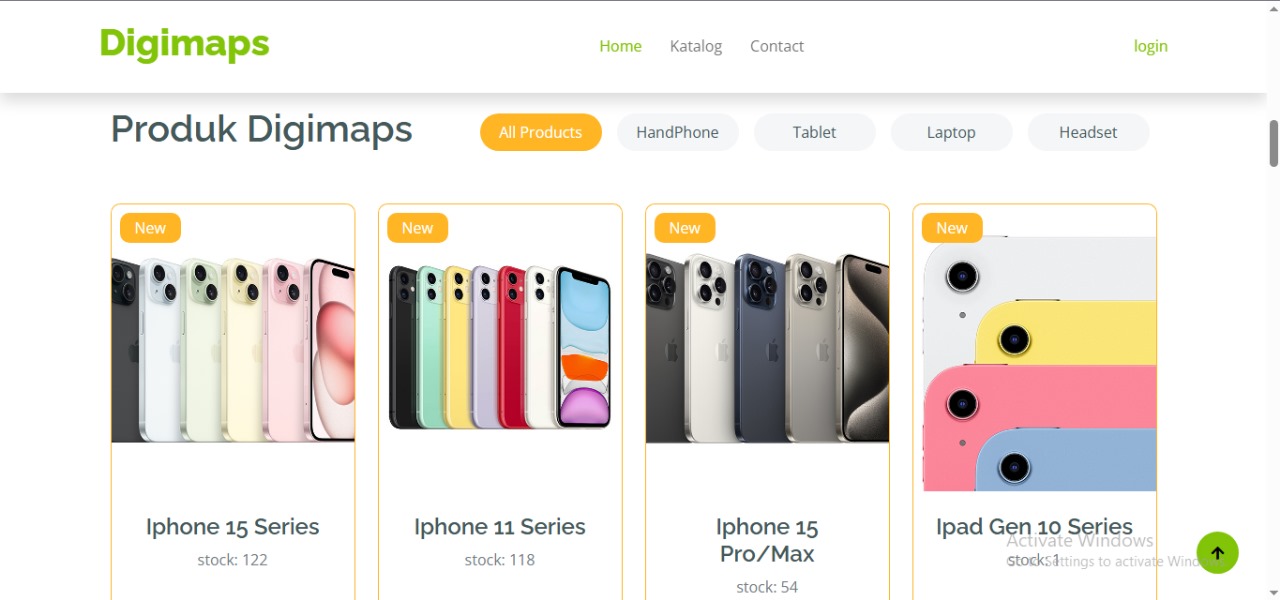 Digimaps
Home Katalog Contact
login
Produk Digimaps
All Products HandPhone Tablet Laptop Headset
New New New New
Iphone 15 Series
stock: 122
Iphone 11 Series
stock: 118
Iphone 15
Pro/Max
stock: 54
Ipad Gen 10 Series
stock: 1
Activate Windows
Go to Settings to activate Windows.